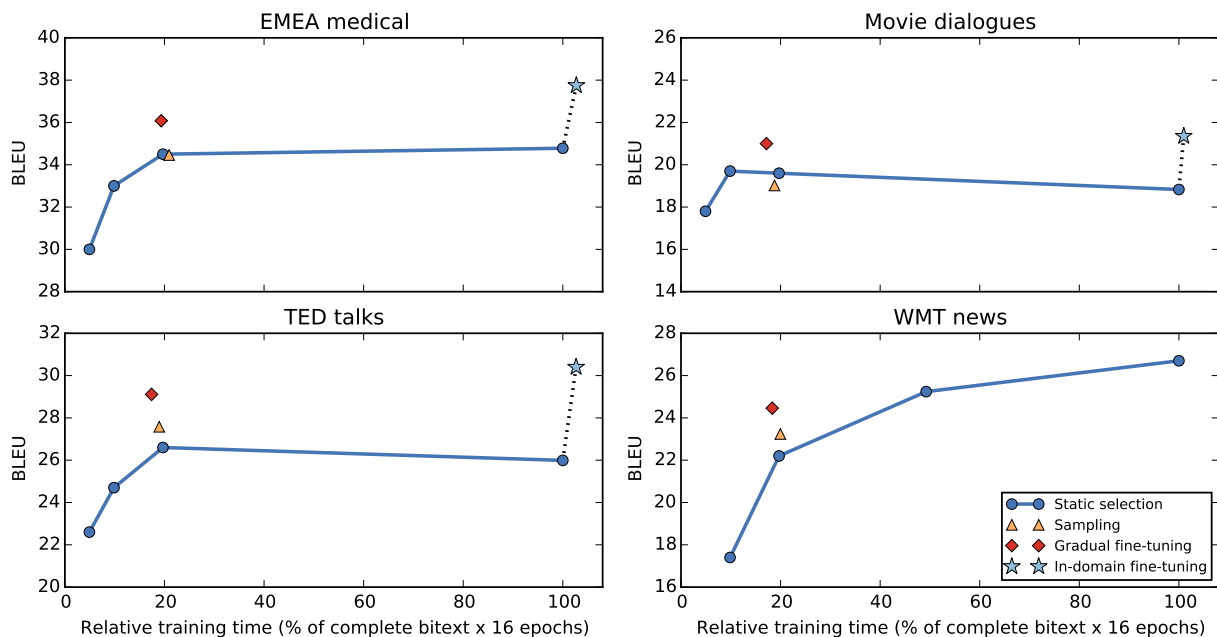 EMEA medical
40
38
36
34
32
30
28
BLEU
Movie dialogues
26
24
22
20
18
16
14
BLEU
TED talks
32
30
28
26
24
22
20
BLEU
0 20 40 60 80 100
Relative training time (% of complete bitext x 16 epochs)
WMT news
28
26
24
22
20
18
16
BLEU
Static selection
Sampling
Gradual fine-tuning
In-domain fine-tuning
0 20 40 60 80 100
Relative training time (% of complete bitext x 16 epochs)